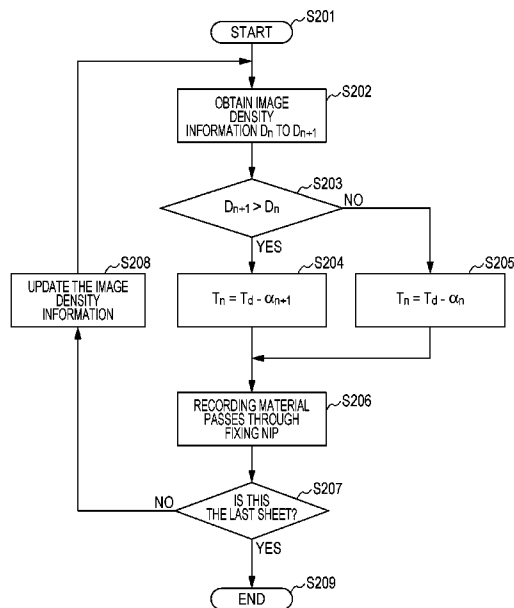 S201
START
S202
OBTAIN IMAGE
DENSITY
INFORMATION Dn TO Dn+1
S203
Dn+1 > Dn
NO
YES
S204
Tn = Td - αn+1
S205
Tn = Td - αn
S208
UPDATE THE IMAGE
DENSITY
INFORMATION
S206
RECORDING MATERIAL
PASSES THROUGH
FIXING NIP
S207
IS THIS
THE LAST SHEET?
NO
YES
S209
END